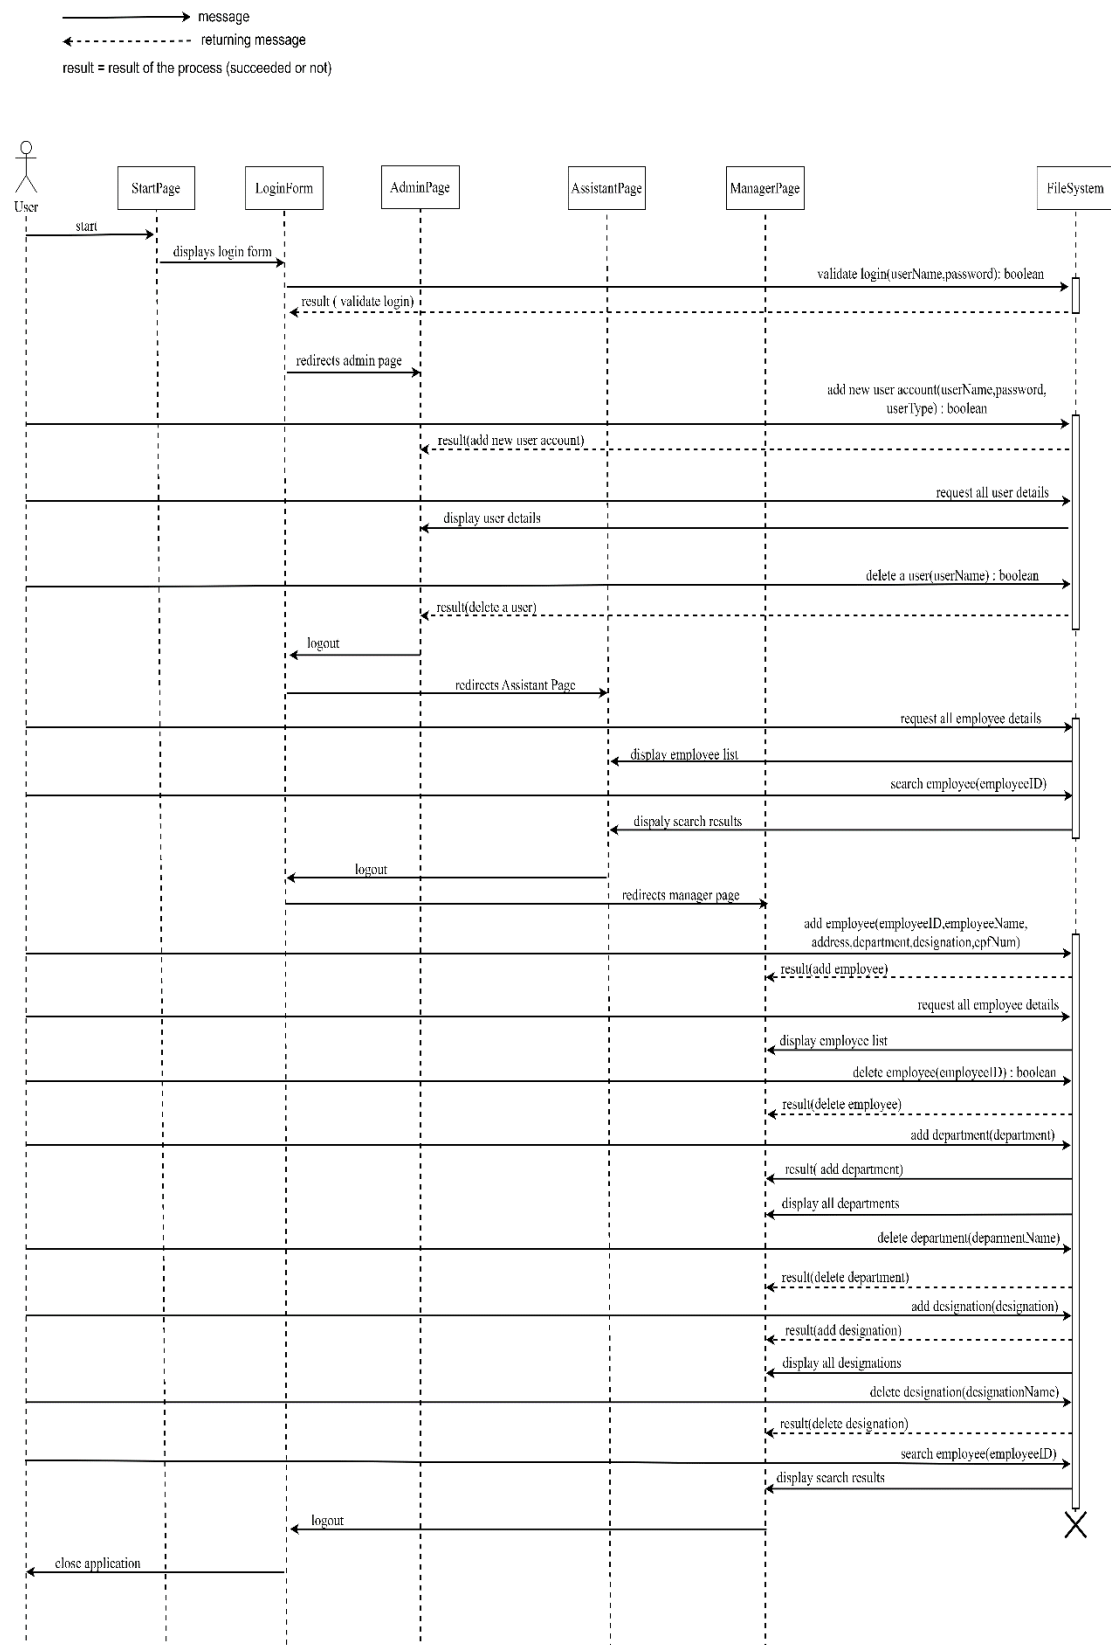 message
returning message
result = result of the process (succeeded or not)
User
StartPage
LoginForm
AdminPage
AssistantPage
ManagerPage
FileSystem
start
displays login form
validate login(userName,password): boolean
result ( validate login)
redirects admin page
add new user account(userName,password,
userType) : boolean
result(add new user account)
request all user details
display user details
delete a user(userName) : boolean
result(delete a user)
logout
redirects Assistant Page
request all employee details
display employee list
search employee(employeeID)
dispaly search results
logout
redirects manager page
add employee(employeeID,employeeName,
address,department,designation,epfNum)
result(add employee)
request all employee details
display employee list
delete employee(employeeID) : boolean
result(delete employee)
add department(department)
result( add department)
display all departments
delete department(deparmentName)
result(delete department)
add designation(designation)
result(add designation)
display all designations
delete designation(designationName)
result(delete designation)
search employee(employeeID)
display search results
logout
close application